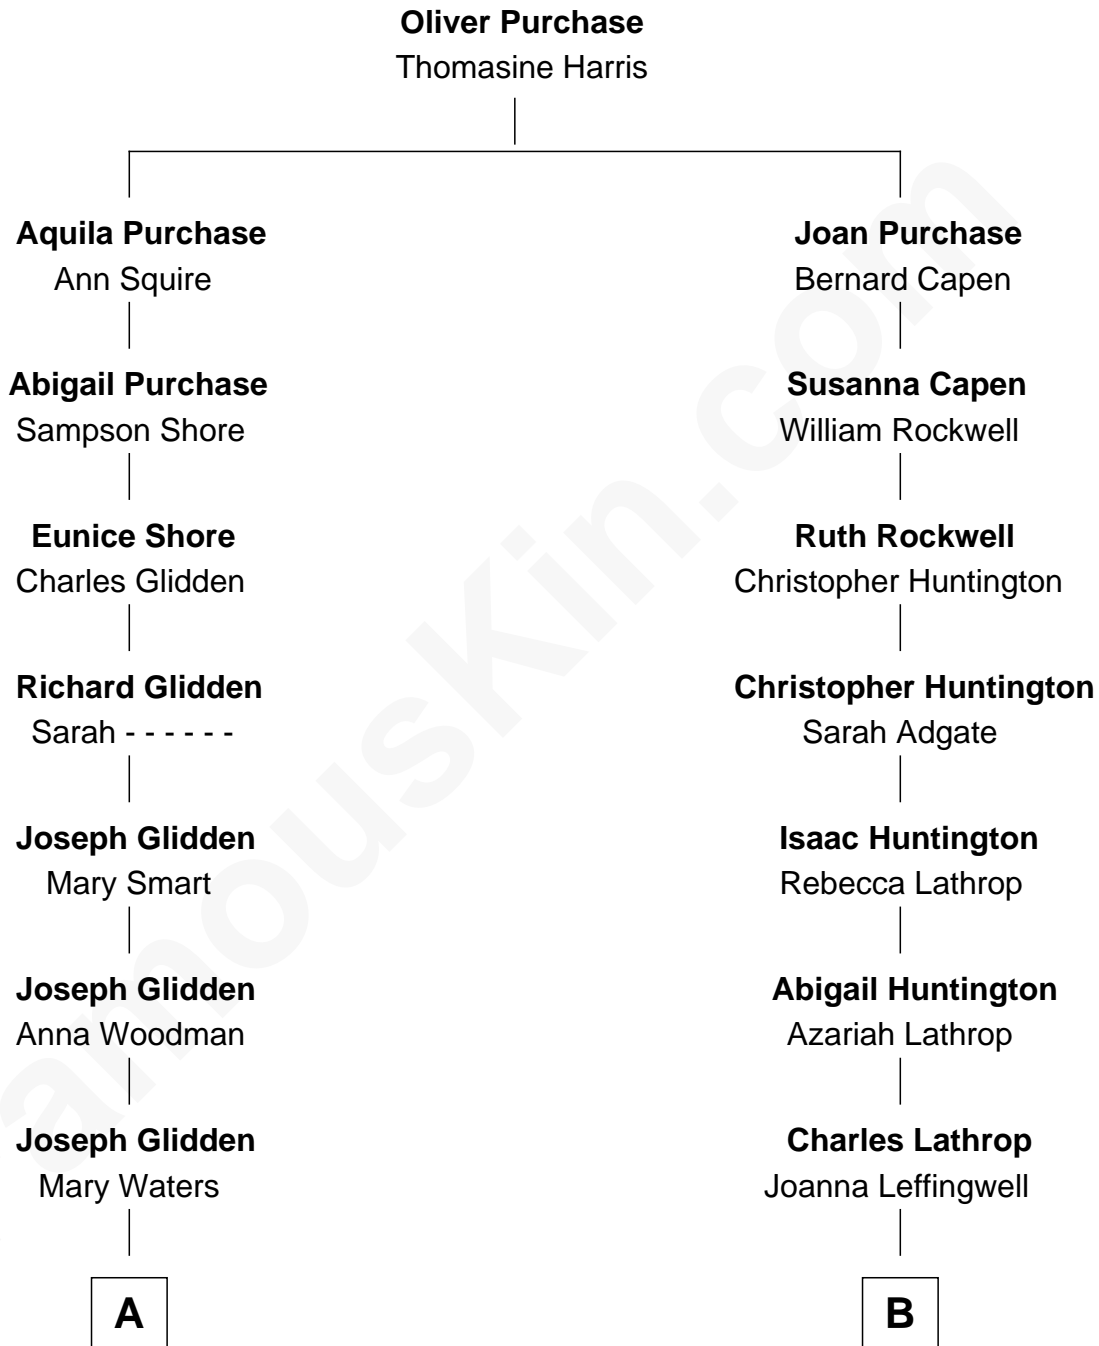 Oliver Purchase
Thomasine Harris
Aquila Purchase
Ann Squire
Joan Purchase
Bernard Capen
Abigail Purchase
Sampson Shore
Susanna Capen
William Rockwell
Eunice Shore
Charles Glidden
Ruth Rockwell
Christopher Huntington
Richard Glidden
Sarah - - - - - -
Christopher Huntington
Sarah Adgate
Joseph Glidden
Mary Smart
Isaac Huntington
Rebecca Lathrop
Joseph Glidden
Anna Woodman
Abigail Huntington
Azariah Lathrop
Joseph Glidden
Mary Waters
Charles Lathrop
Joanna Leffingwell
A
B
amousKin.com